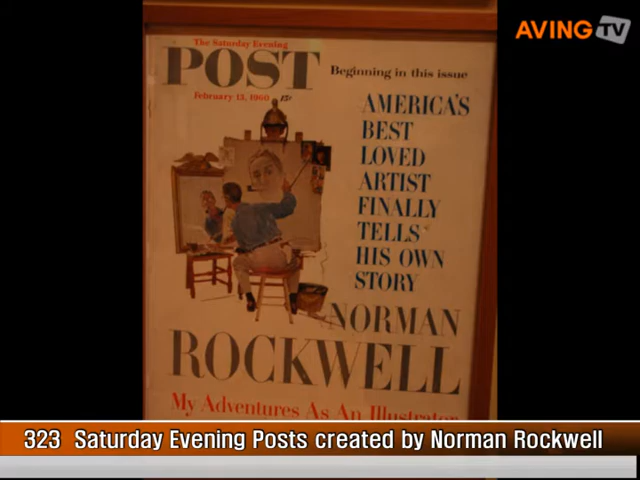 AVING TV
The Saturday Evening
POST
February 13, 1960 15¢
Beginning in this issue
AMERICA'S
BEST
LOVED
ARTIST
FINALLY
TELLS
HIS OWN
STORY
NORMAN
ROCKWELL
My Adventures As An Illustrator
323 Saturday Evening Posts created by Norman Rockwell